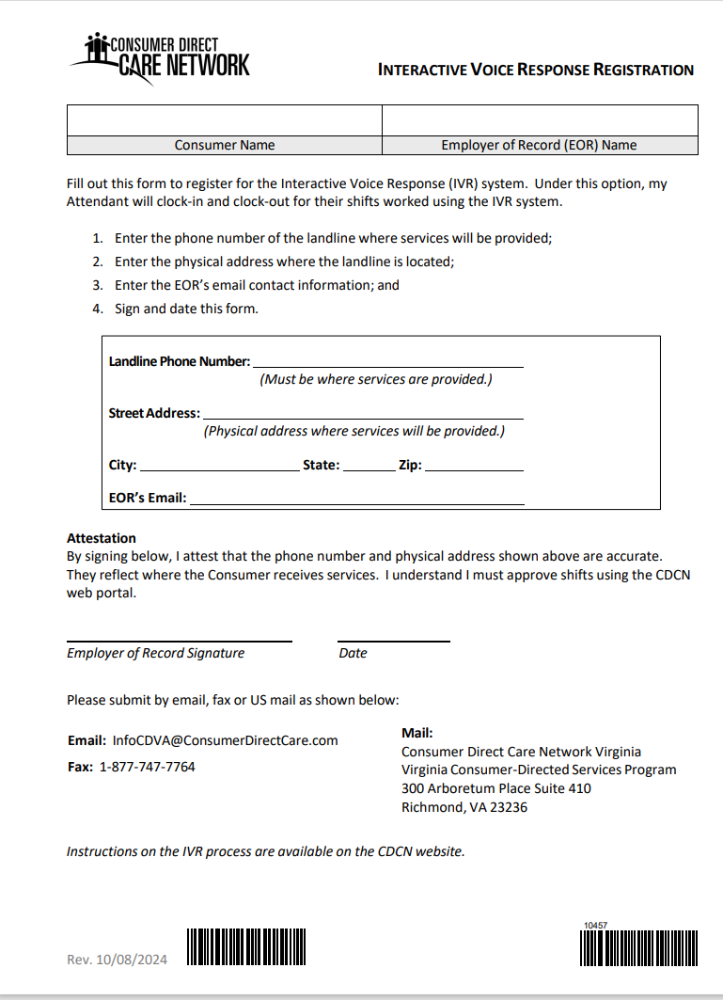 CONSUMER DIRECT
CARE NETWORK
INTERACTIVE VOICE RESPONSE REGISTRATION
Consumer Name
Employer of Record (EOR) Name
Fill out this form to register for the Interactive Voice Response (IVR) system.  Under this option, my
Attendant will clock-in and clock-out for their shifts worked using the IVR system.
1. Enter the phone number of the landline where services will be provided;
2. Enter the physical address where the landline is located;
3. Enter the EOR’s email contact information; and
4. Sign and date this form.
Landline Phone Number:
(Must be where services are provided.)
Street Address:
(Physical address where services will be provided.)
City: State: Zip:
EOR’s Email:
Attestation
By signing below, I attest that the phone number and physical address shown above are accurate.
They reflect where the Consumer receives services.  I understand I must approve shifts using the CDCN
web portal.
Employer of Record Signature
Date
Please submit by email, fax or US mail as shown below:
Email: InfoCDVA@ConsumerDirectCare.com
Fax: 1-877-747-7764
Mail:
Consumer Direct Care Network Virginia
Virginia Consumer-Directed Services Program
300 Arboretum Place Suite 410
Richmond, VA 23236
Instructions on the IVR process are available on the CDCN website.
Rev. 10/08/2024
10457